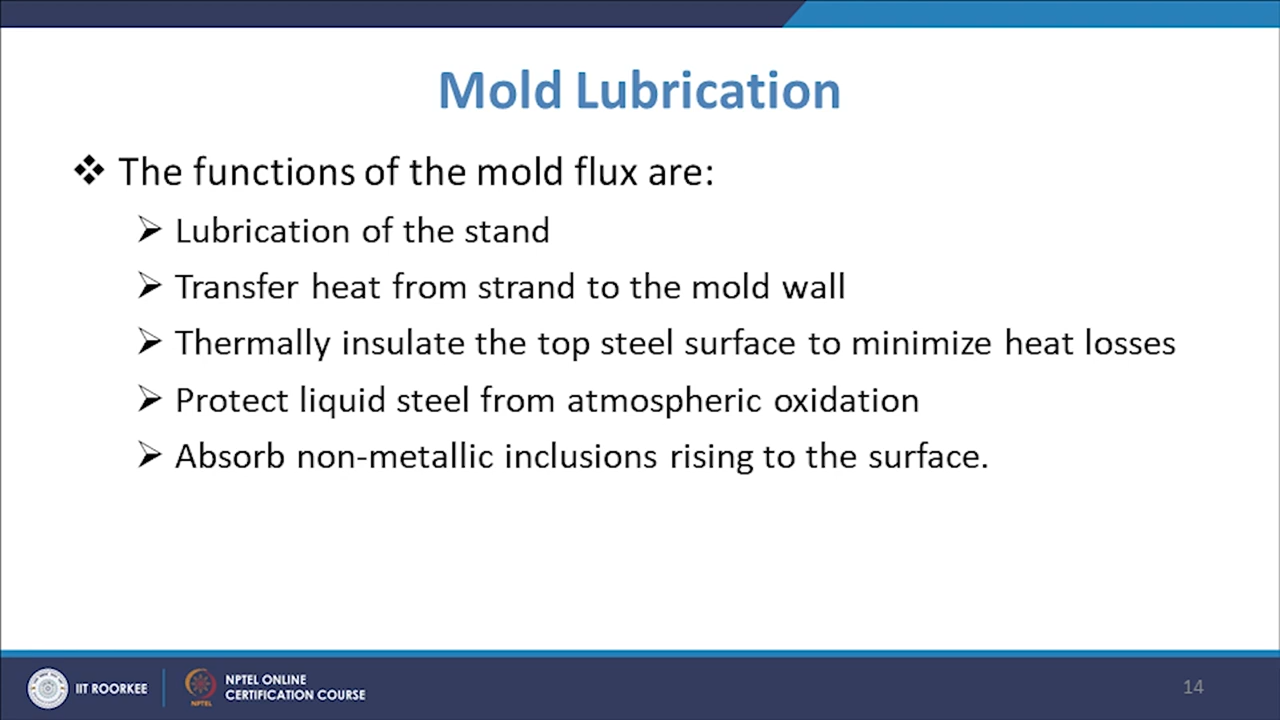 Mold Lubrication
❖ The functions of the mold flux are:
➢ Lubrication of the stand
➢ Transfer heat from strand to the mold wall
➢ Thermally insulate the top steel surface to minimize heat losses
➢ Protect liquid steel from atmospheric oxidation
➢ Absorb non-metallic inclusions rising to the surface.
IIT ROORKEE
NPTEL
NPTEL ONLINE
CERTIFICATION COURSE
14